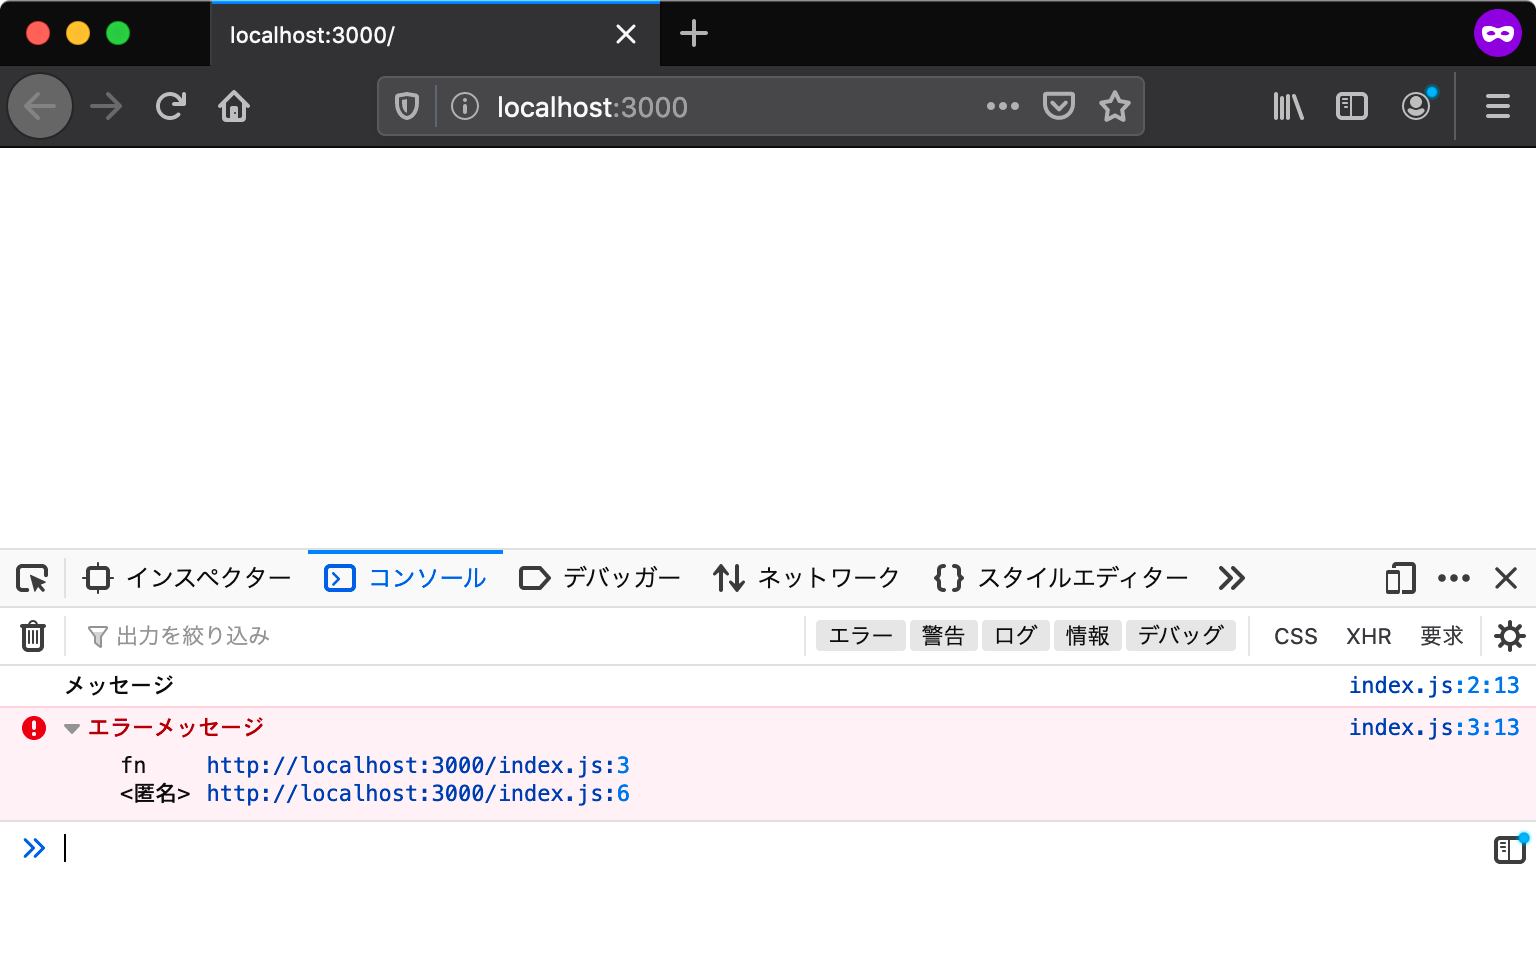 localhost:3000/
localhost:3000
インスペクター コンソール デバッガー ネットワーク スタイルエディター
出力を絞り込み エラー 警告 ログ 情報 デバッグ CSS XHR 要求
メッセージ index.js:2:13
エラーメッセージ index.js:3:13
fn http://localhost:3000/index.js:3
<匿名> http://localhost:3000/index.js:6